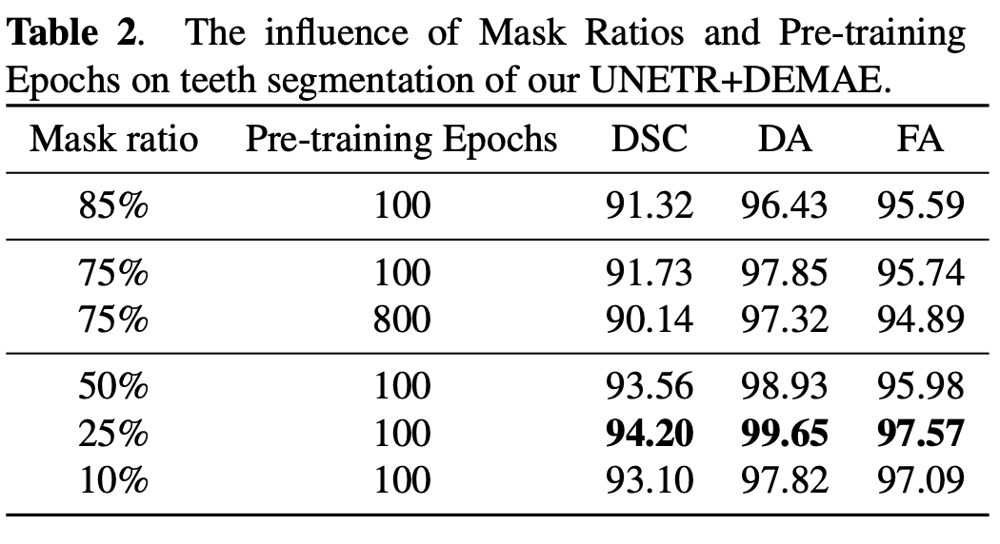 Table 2. The influence of Mask Ratios and Pre-training
Epochs on teeth segmentation of our UNETR+DEMAE.
Mask ratio Pre-training Epochs DSC DA FA
85% 100 91.32 96.43 95.59
75% 100 91.73 97.85 95.74
75% 800 90.14 97.32 94.89
50% 100 93.56 98.93 95.98
25% 100 94.20 99.65 97.57
10% 100 93.10 97.82 97.09